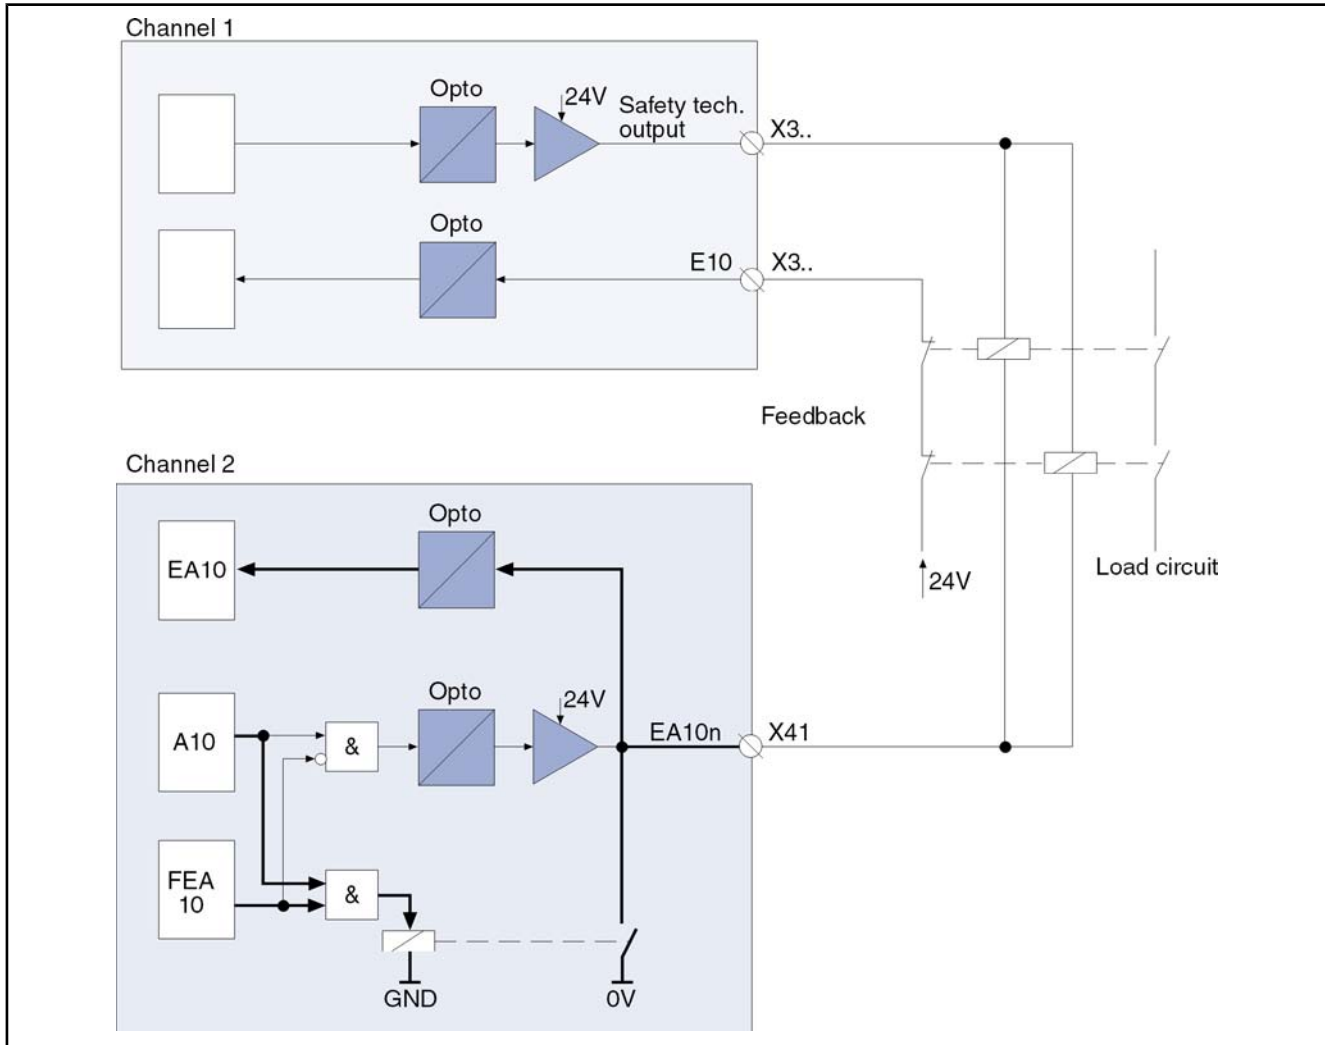 Channel 1
Opto
24V
Safety tech.
output
X3..
Opto
E10
X3..
Feedback
24V
Load circuit
Channel 2
Opto
EA10
Opto
24V
A10
&
EA10n
X41
FEA
10
&
GND
0V